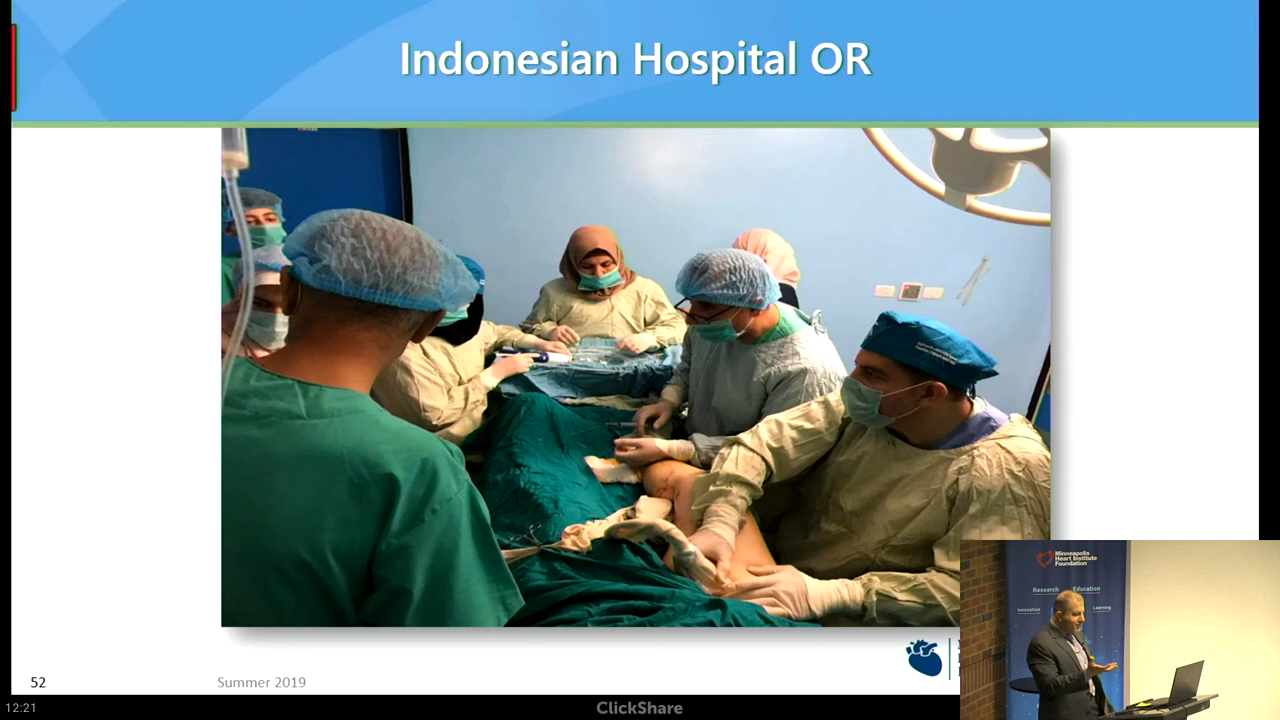 Indonesian Hospital OR
Minneapolis
Heart Institute
Foundation
Research Education
Innovation Learning
52
Summer 2019
12:21
ClickShare